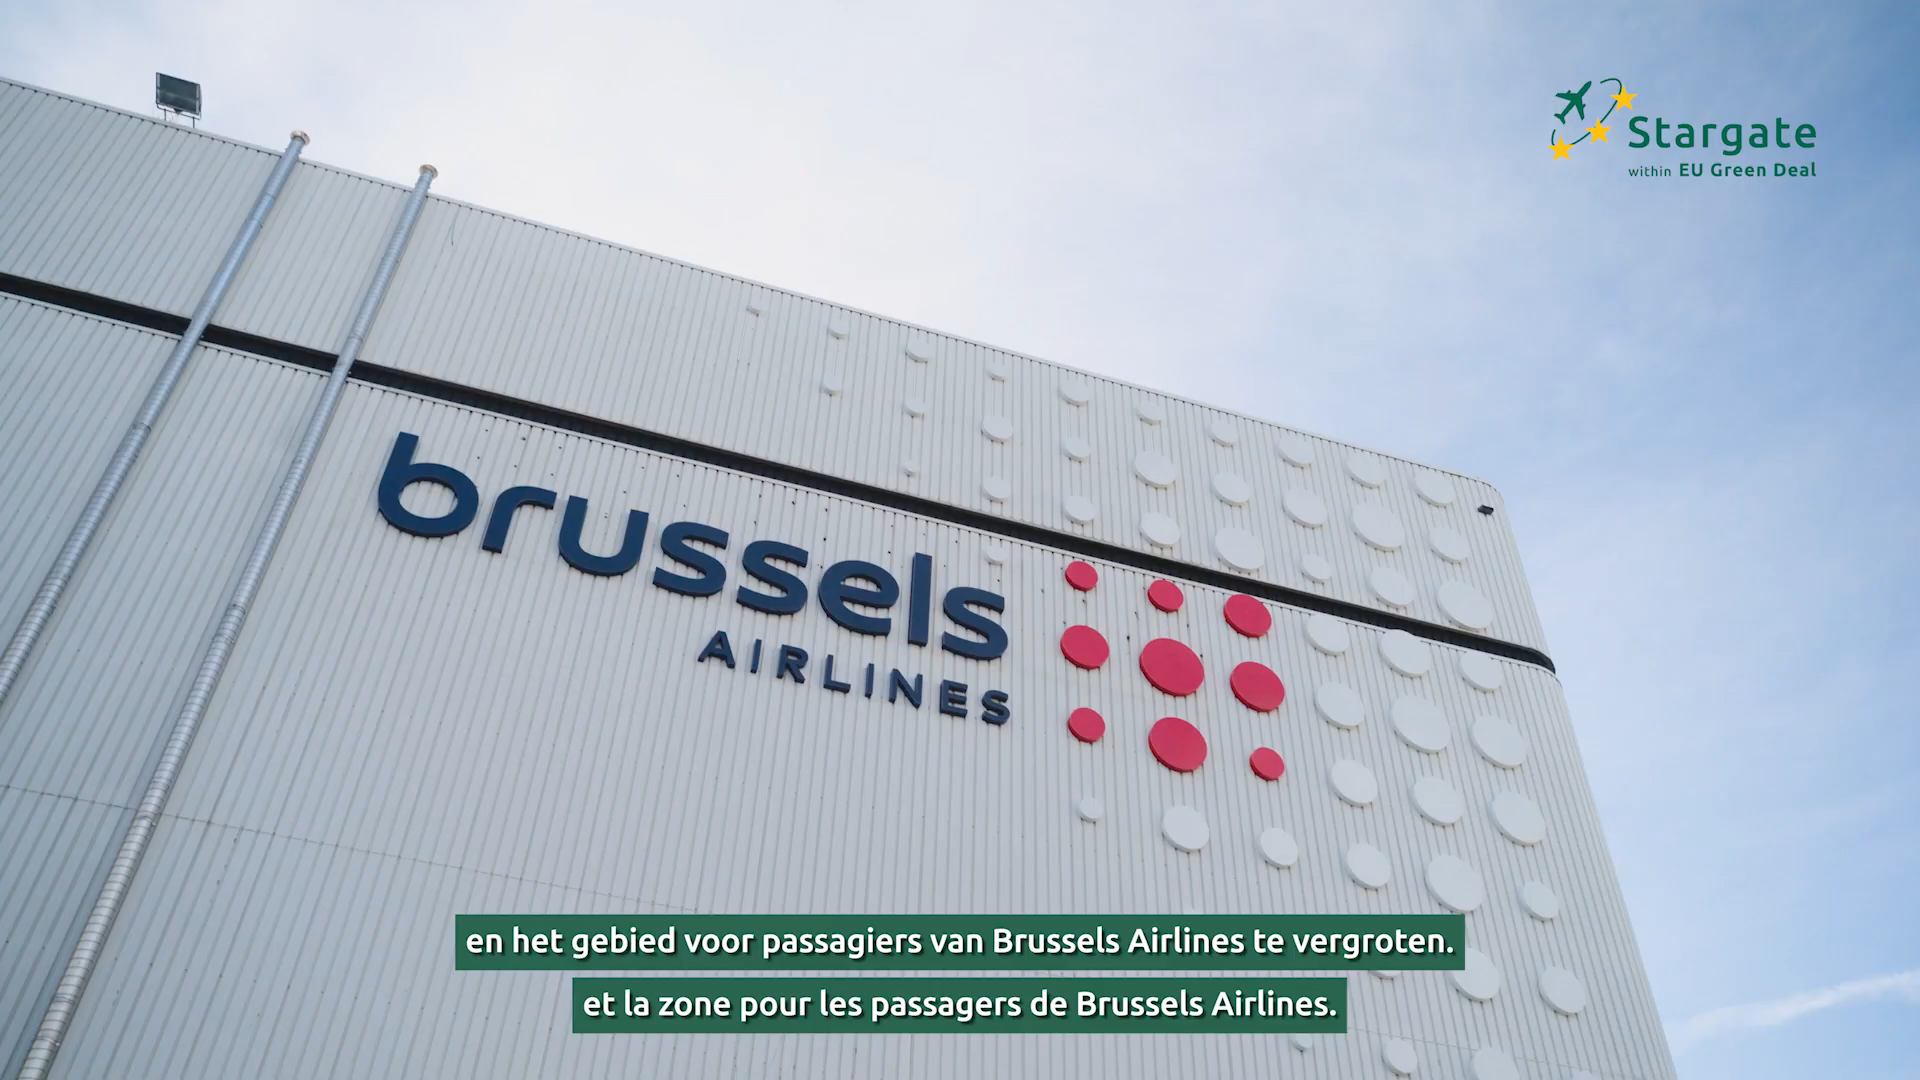 Stargate
within EU Green Deal
brussels
AIRLINES
en het gebied voor passagiers van Brussels Airlines te vergroten.
et la zone pour les passagers de Brussels Airlines.